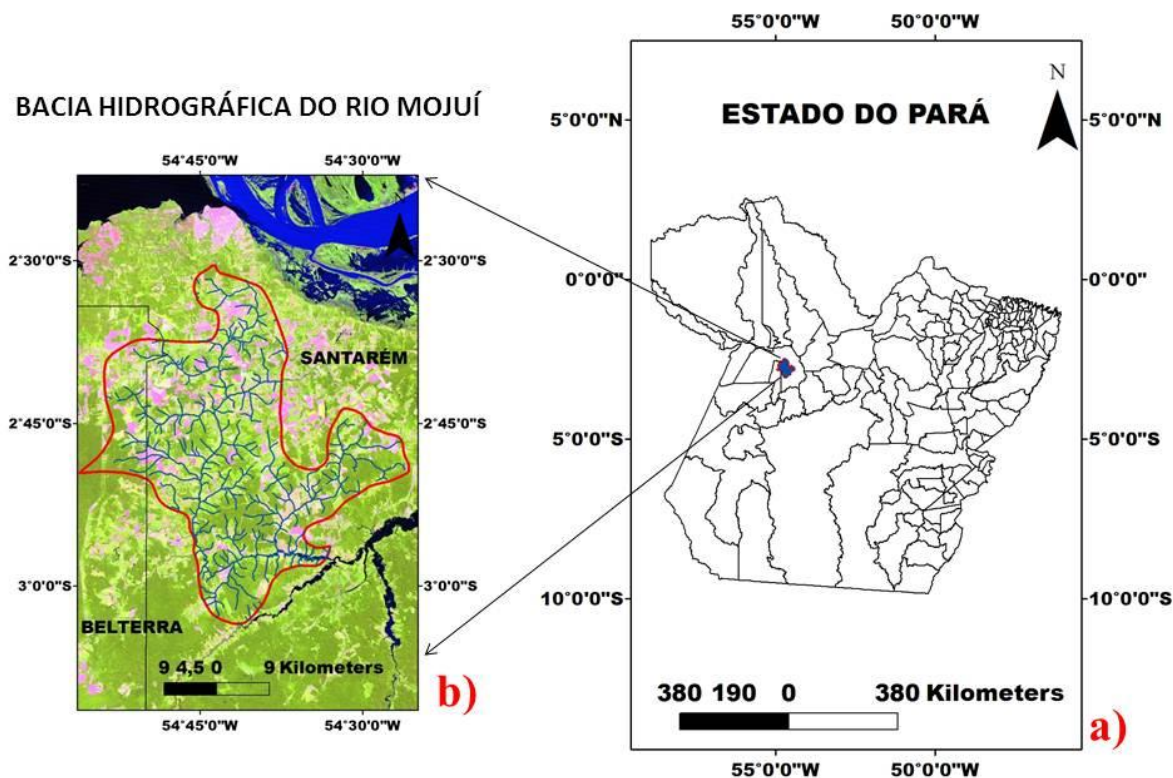 BACIA HIDROGRÁFICA DO RIO MOJUÍ
54°45'0"W 54°30'0"W
2°30'0"S 2°30'0"S
SANTARÉM
2°45'0"S 2°45'0"S
3°0'0"S 3°0'0"S
BELTERRA
9 4,5 0 9 Kilometers
b)
54°45'0"W 54°30'0"W
55°0'0"W 50°0'0"W
N
ESTADO DO PARÁ
5°0'0"N 5°0'0"N
0°0'0" 0°0'0"
5°0'0"S 5°0'0"S
10°0'0"S 10°0'0"S
380 190 0 380 Kilometers
a)
55°0'0"W 50°0'0"W